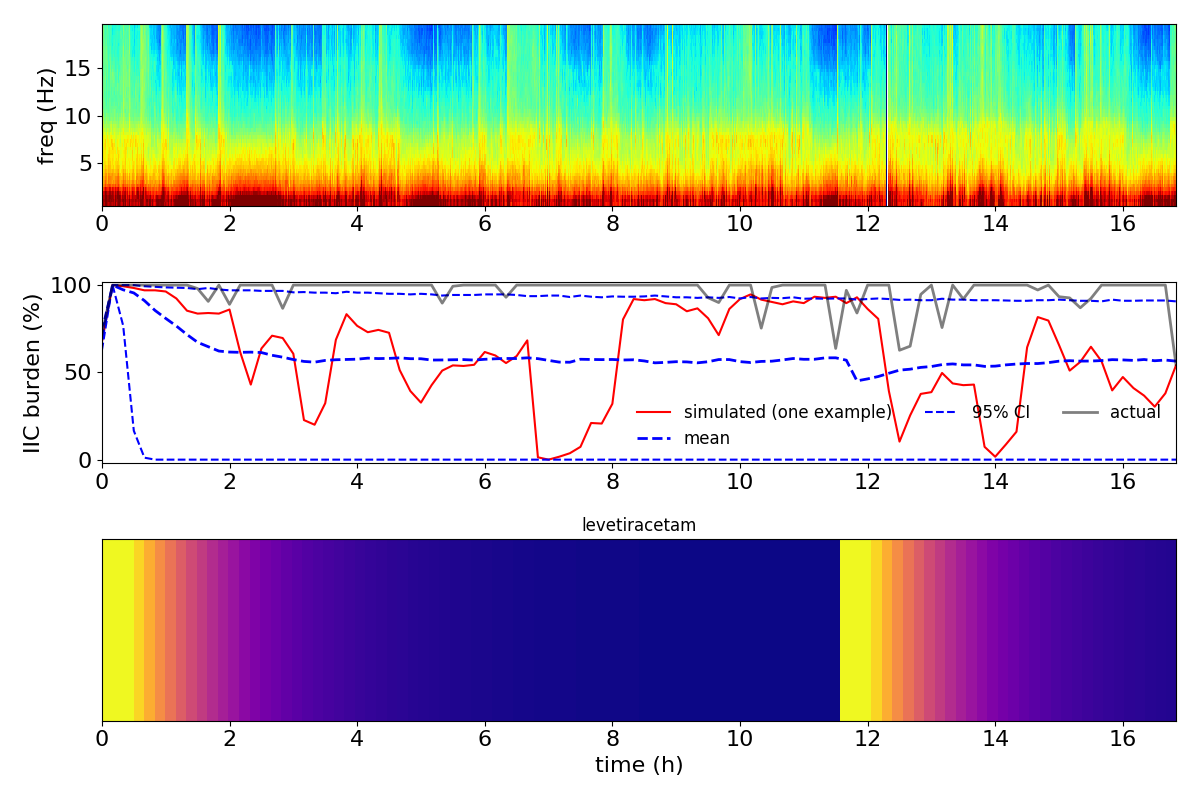 15
10
5
freq (Hz)
0 2 4 6 8 10 12 14 16
100
50
0
IIC burden (%)
simulated (one example) 95% CI actual
mean
0 2 4 6 8 10 12 14 16
levetiracetam
0 2 4 6 8 10 12 14 16
time (h)